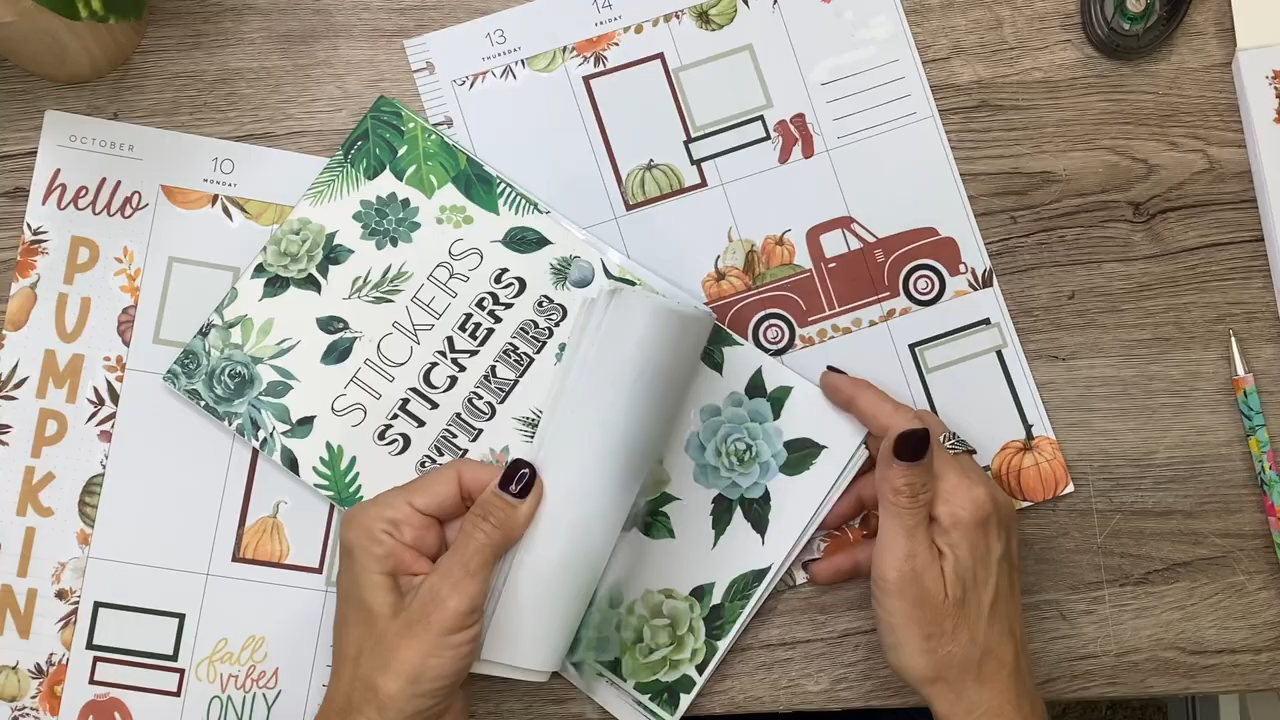 OCTOBER
hello
PUMPKIN
10
MONDAY
13
THURSDAY
14
FRIDAY
STICKERS
STICKERS
STICKERS
fall
vibes
ONLY